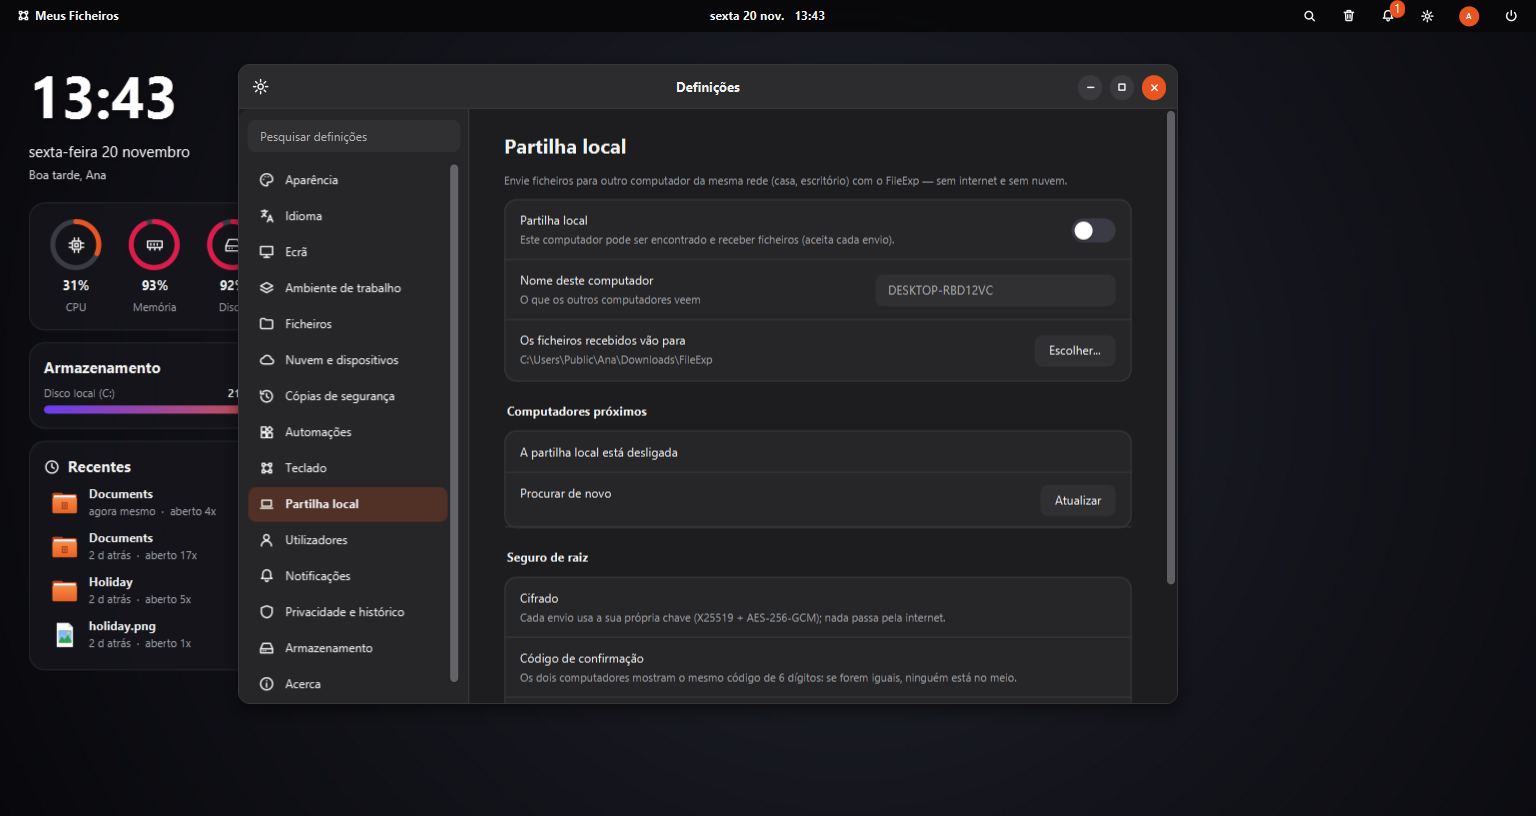 Meus Ficheiros
sexta 20 nov. 13:43
1
A
13:43
sexta-feira 20 novembro
Boa tarde, Ana
31%
CPU
93%
Memória
Armazenamento
Disco local (C:)
Recentes
Documents
agora mesmo · aberto 4x
Documents
2 d atrás · aberto 17x
Holiday
2 d atrás · aberto 5x
holiday.png
2 d atrás · aberto 1x
Definições
Pesquisar definições
Aparência
Idioma
Ecrã
Ambiente de trabalho
Ficheiros
Nuvem e dispositivos
Cópias de segurança
Automações
Teclado
Partilha local
Utilizadores
Notificações
Privacidade e histórico
Armazenamento
Acerca
Partilha local
Envie ficheiros para outro computador da mesma rede (casa, escritório) com o FileExp — sem internet e sem nuvem.
Partilha local
Este computador pode ser encontrado e receber ficheiros (aceita cada envio).
Nome deste computador
O que os outros computadores veem
DESKTOP-RBD12VC
Os ficheiros recebidos vão para
C:\Users\Public\Ana\Downloads\FileExp
Escolher...
Computadores próximos
A partilha local está desligada
Procurar de novo
Atualizar
Seguro de raiz
Cifrado
Cada envio usa a sua própria chave (X25519 + AES-256-GCM); nada passa pela internet.
Código de confirmação
Os dois computadores mostram o mesmo código de 6 dígitos: se forem iguais, ninguém está no meio.